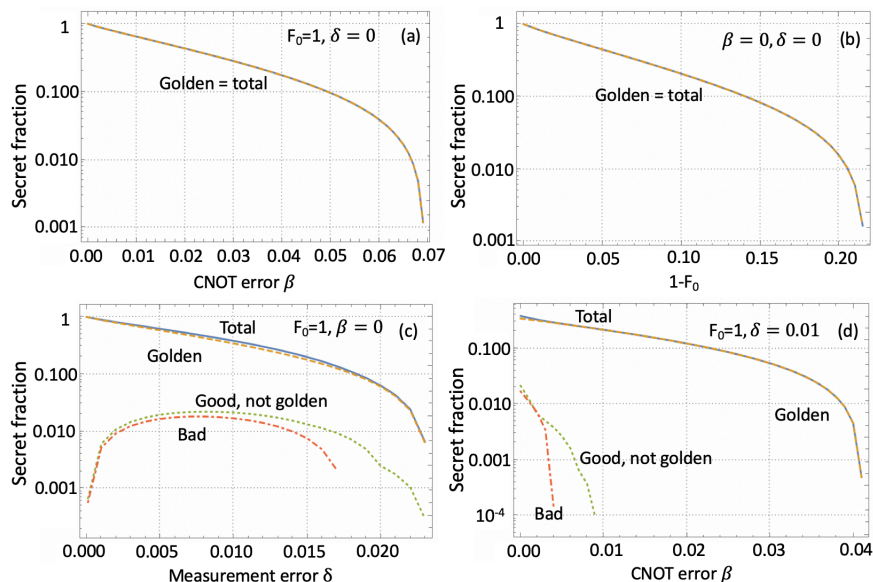 F₀=1, δ = 0 (a)
Secret fraction
1
0.100
0.010
0.001
Golden = total
0.00 0.01 0.02 0.03 0.04 0.05 0.06 0.07
CNOT error β
β = 0, δ = 0 (b)
Secret fraction
1
0.100
0.010
0.001
Golden = total
0.00 0.05 0.10 0.15 0.20
1-F₀
F₀=1, β = 0 (c)
Secret fraction
1
0.100
0.010
0.001
Total
Golden
Good, not golden
Bad
0.000 0.005 0.010 0.015 0.020
Measurement error δ
Total
F₀=1, δ = 0.01 (d)
Secret fraction
0.100
0.010
0.001
10⁻⁴
Golden
Good, not golden
Bad
0.00 0.01 0.02 0.03 0.04
CNOT error β